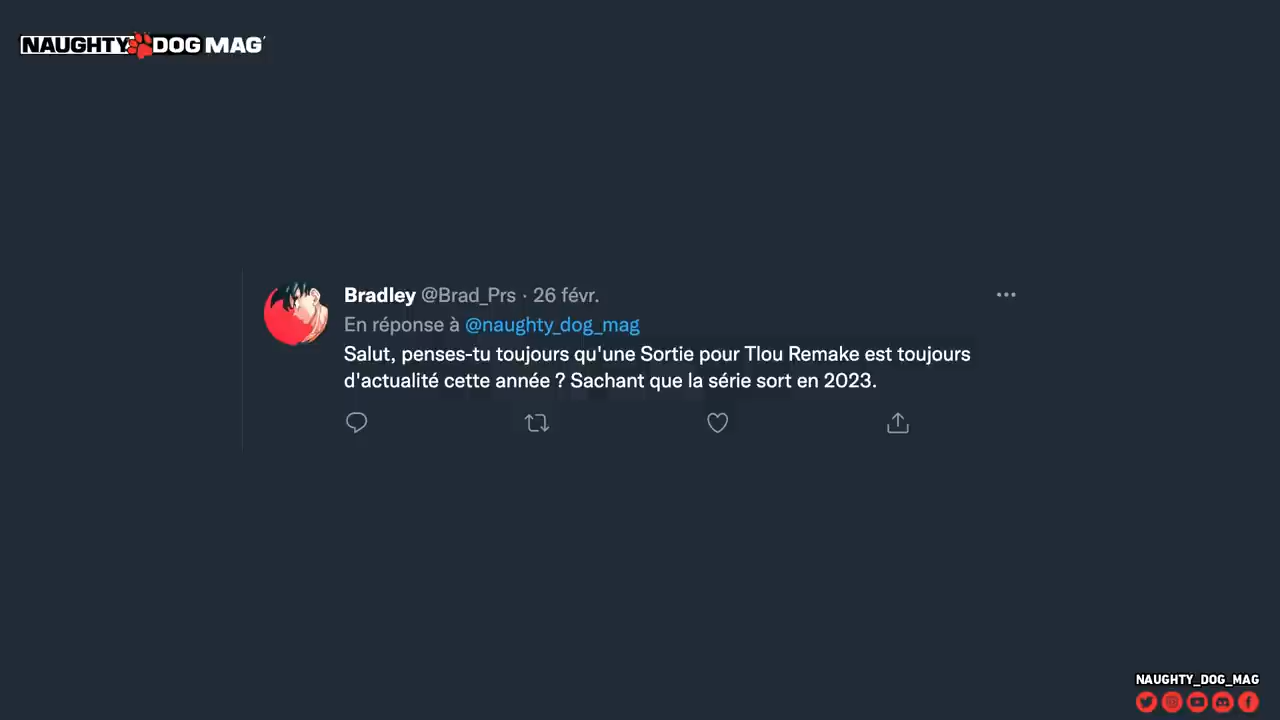 NAUGHTY DOG MAG
Bradley @Brad_Prs · 26 févr.
En réponse à @naughty_dog_mag
Salut, penses-tu toujours qu'une Sortie pour Tlou Remake est toujours
d'actualité cette année ? Sachant que la série sort en 2023.
NAUGHTY_DOG_MAG